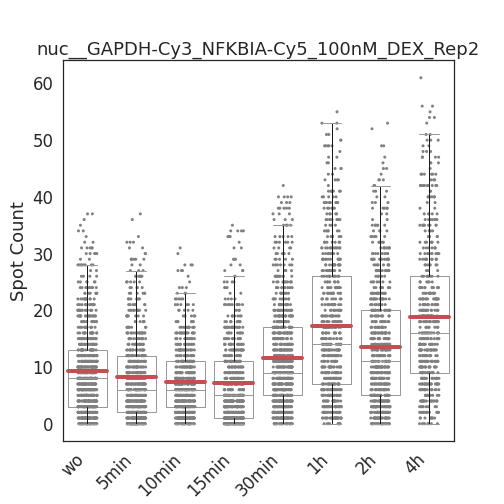 nuc__GAPDH-Cy3_NFKBIA-Cy5_100nM_DEX_Rep2
60
50
40
30
20
10
0
Spot Count
wo
5min
10min
15min
30min
1h
2h
4h